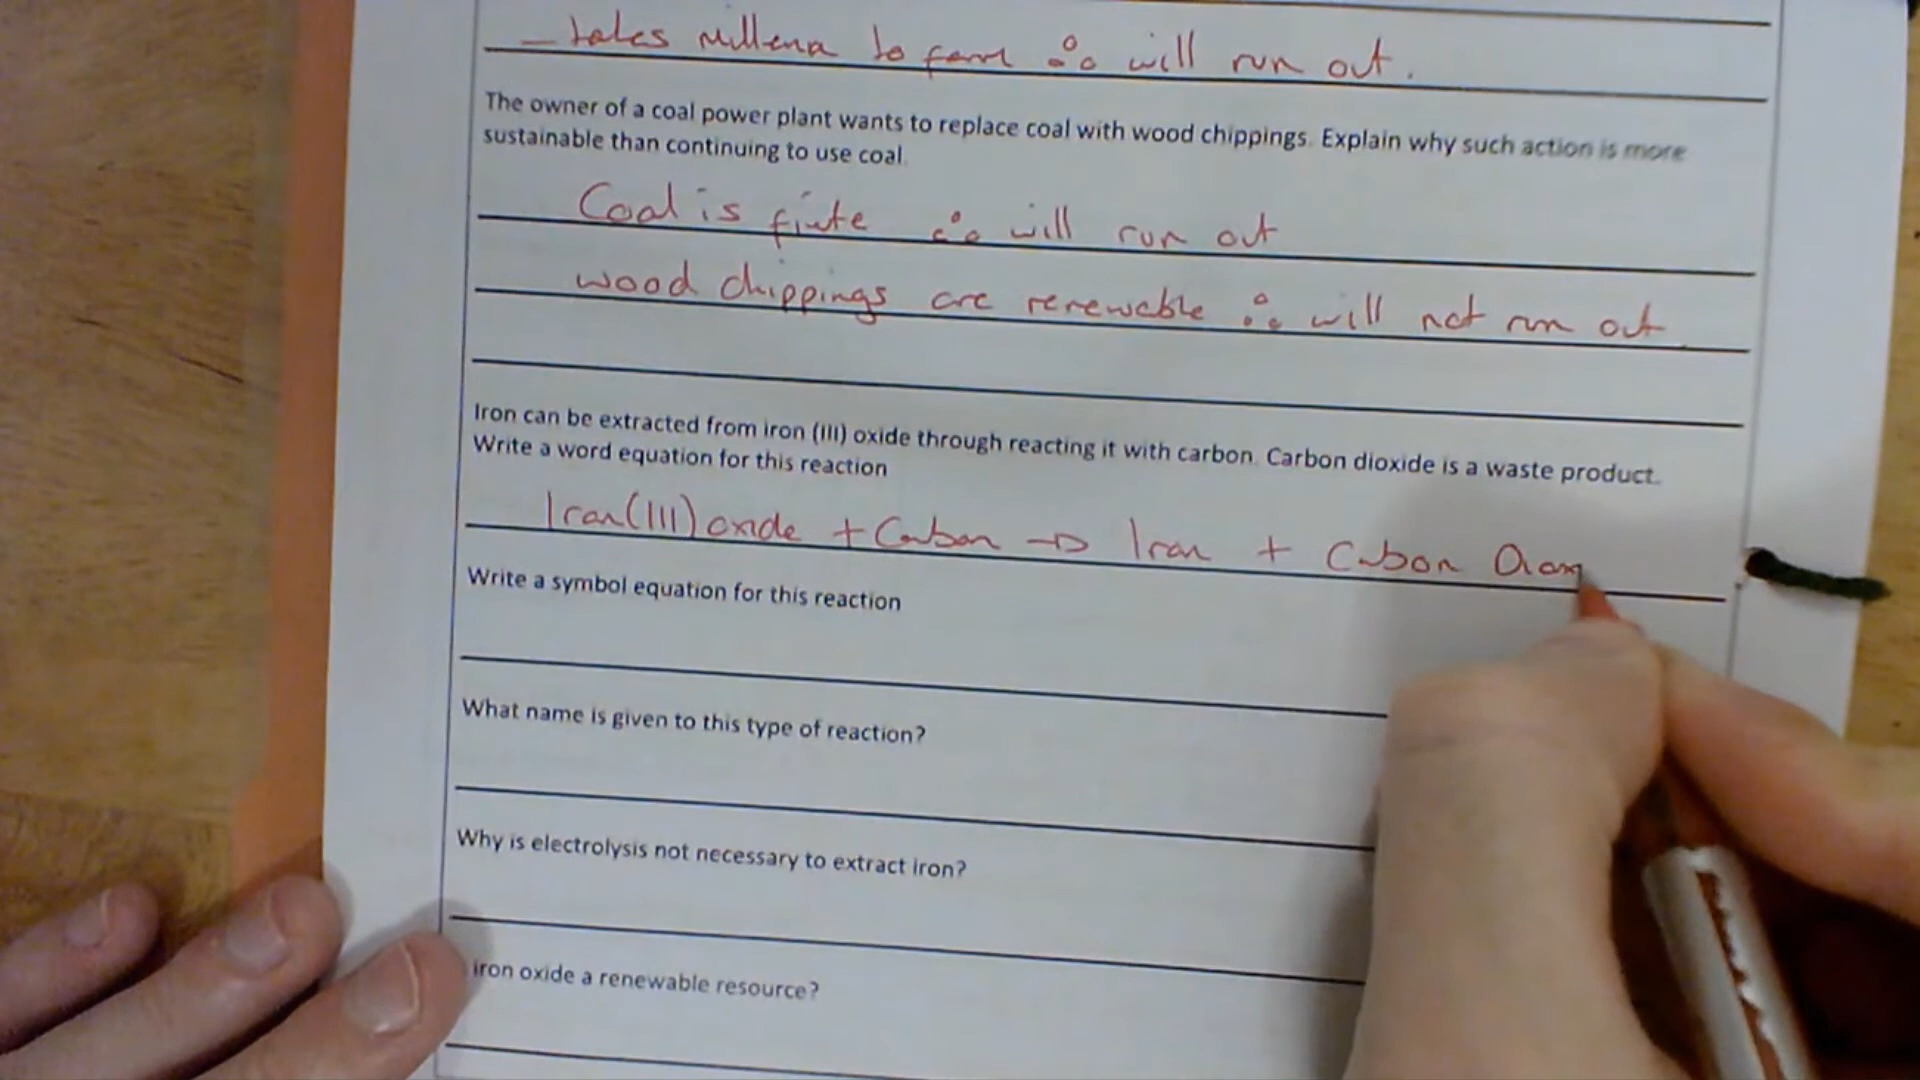 - takes millena to form ∴ will run out.
The owner of a coal power plant wants to replace coal with wood chippings. Explain why such action is more
sustainable than continuing to use coal.
Coal is finite ∴ will run out
wood chippings are renewable ∴ will not run out
Iron can be extracted from iron (III) oxide through reacting it with carbon. Carbon dioxide is a waste product.
Write a word equation for this reaction
Iron(III) oxide + Carbon → Iron + Carbon Diox
Write a symbol equation for this reaction
What name is given to this type of reaction?
Why is electrolysis not necessary to extract iron?
iron oxide a renewable resource?